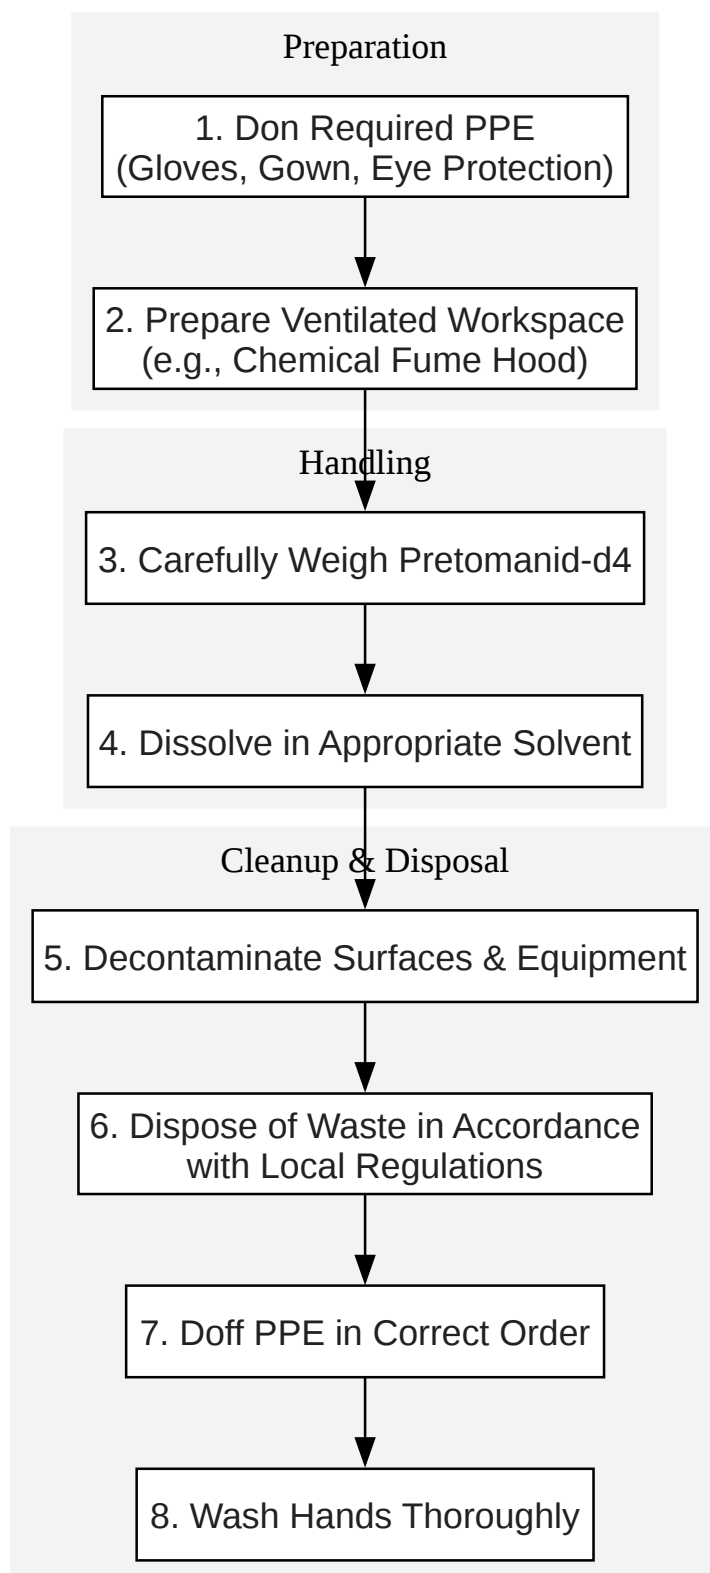 Preparation
1. Don Required PPE
(Gloves, Gown, Eye Protection)
2. Prepare Ventilated Workspace
(e.g., Chemical Fume Hood)
Handling
3. Carefully Weigh Pretomanid-d4
4. Dissolve in Appropriate Solvent
Cleanup & Disposal
5. Decontaminate Surfaces & Equipment
6. Dispose of Waste in Accordance
with Local Regulations
7. Doff PPE in Correct Order
8. Wash Hands Thoroughly